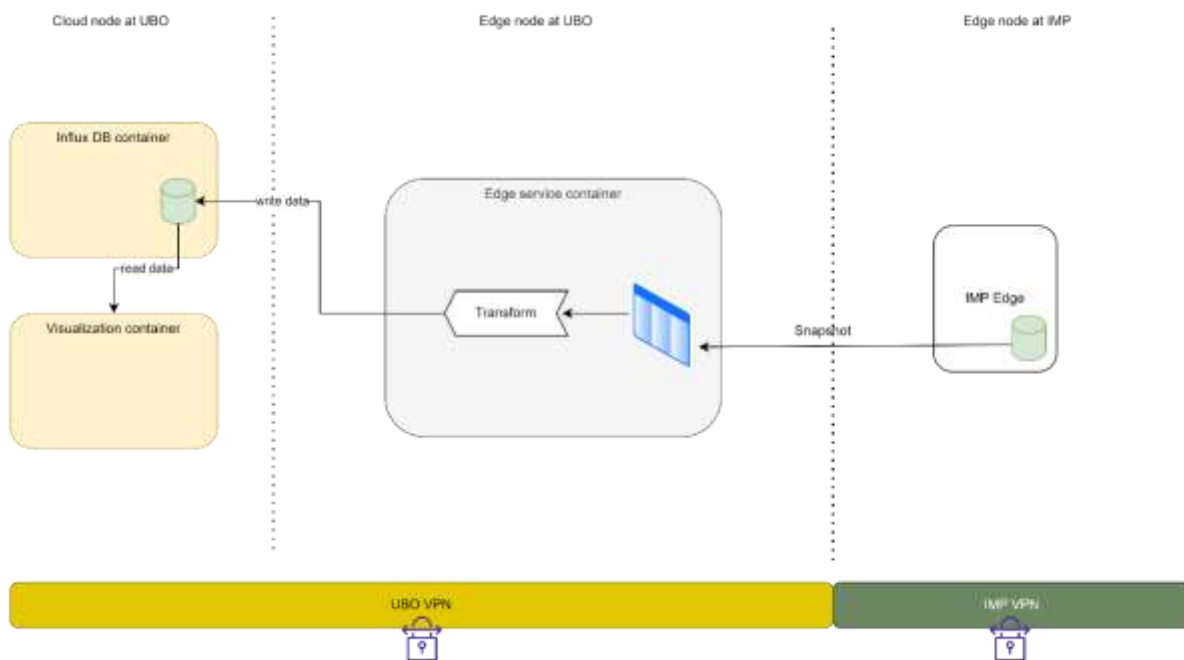 Cloud node at UBO
Edge node at UBO
Edge node at IMP
Influx DB container
write data
read data
Visualization container
Edge service container
Transform
Snapshot
IMP Edge
UBO VPN
IMP VPN